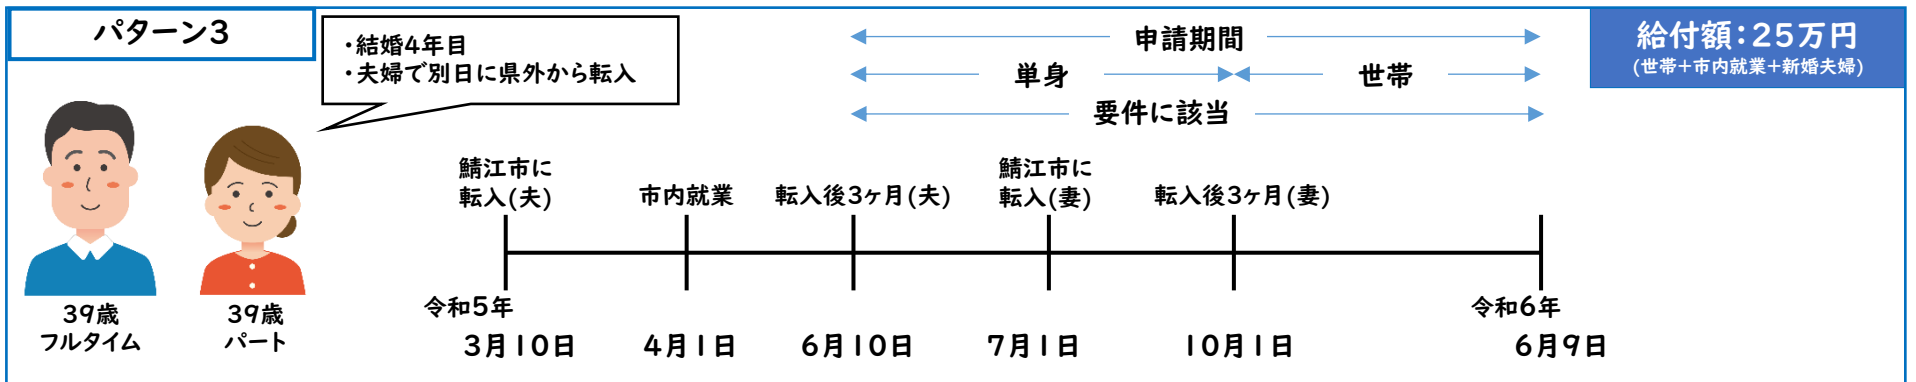 パターン3
・結婚4年目
・夫婦で別日に県外から転入
申請期間
単身
世帯
要件に該当
給付額:25万円
(世帯+市内就業+新婚夫婦)
39歳
フルタイム
39歳
パート
鯖江市に
転入(夫)
市内就業
転入後3ヶ月(夫)
鯖江市に
転入(妻)
転入後3ヶ月(妻)
令和5年
3月10日
4月1日
6月10日
7月1日
10月1日
令和6年
6月9日